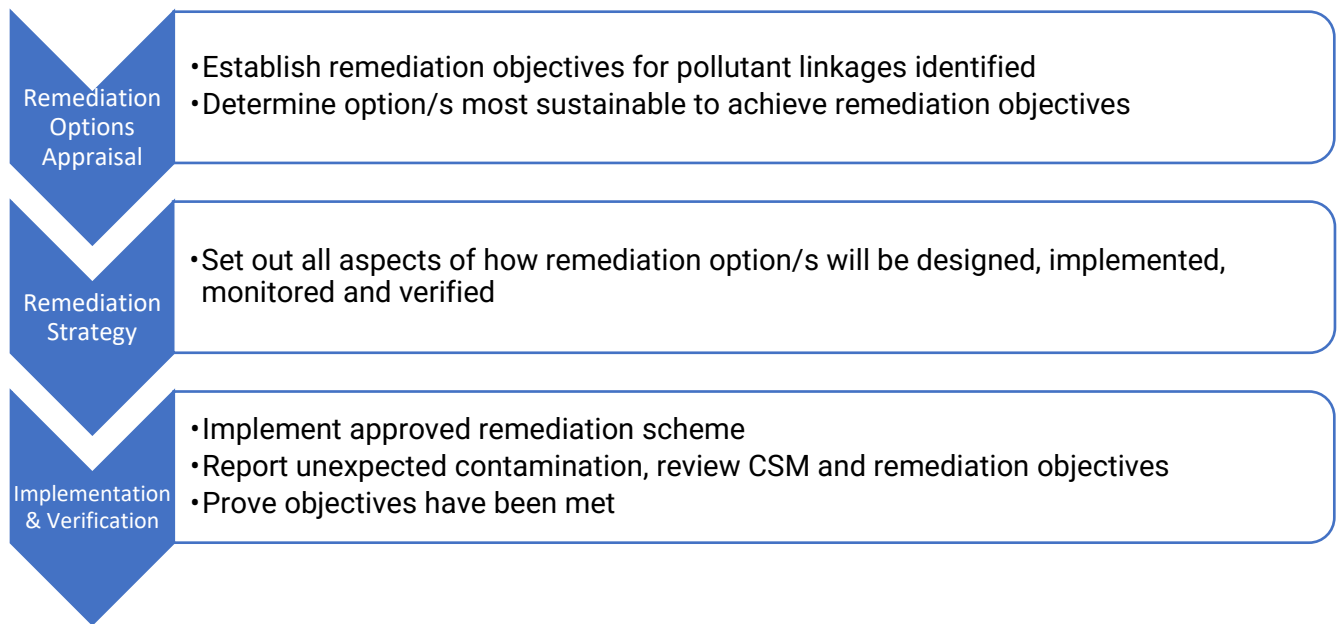 Remediation
Options
Appraisal
•Establish remediation objectives for pollutant linkages identified
•Determine option/s most sustainable to achieve remediation objectives
Remediation
Strategy
•Set out all aspects of how remediation option/s will be designed, implemented,
monitored and verified
Implementation
& Verification
•Implement approved remediation scheme
•Report unexpected contamination, review CSM and remediation objectives
•Prove objectives have been met